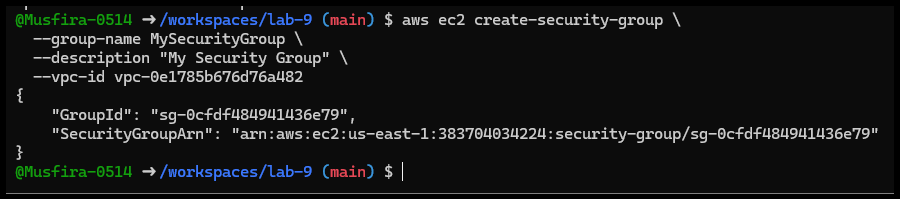 @Musfira-0514 ➜ /workspaces/lab-9 (main) $ aws ec2 create-security-group \
  --group-name MySecurityGroup \
  --description "My Security Group" \
  --vpc-id vpc-0e1785b676d76a482
{
    "GroupId": "sg-0cfdf484941436e79",
    "SecurityGroupArn": "arn:aws:ec2:us-east-1:383704034224:security-group/sg-0cfdf484941436e79"
}
@Musfira-0514 ➜ /workspaces/lab-9 (main) $